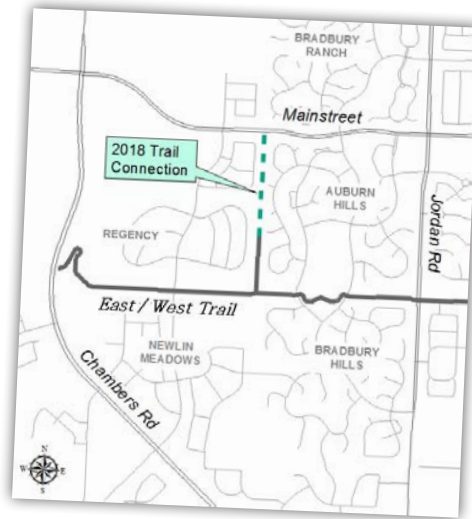 BRADBURY
RANCH
Mainstreet
2018 Trail
Connection
AUBURN
HILLS
Jordan Rd
REGENCY
East / West Trail
NEWLIN
MEADOWS
BRADBURY
HILLS
Chambers Rd
N
W
E
S